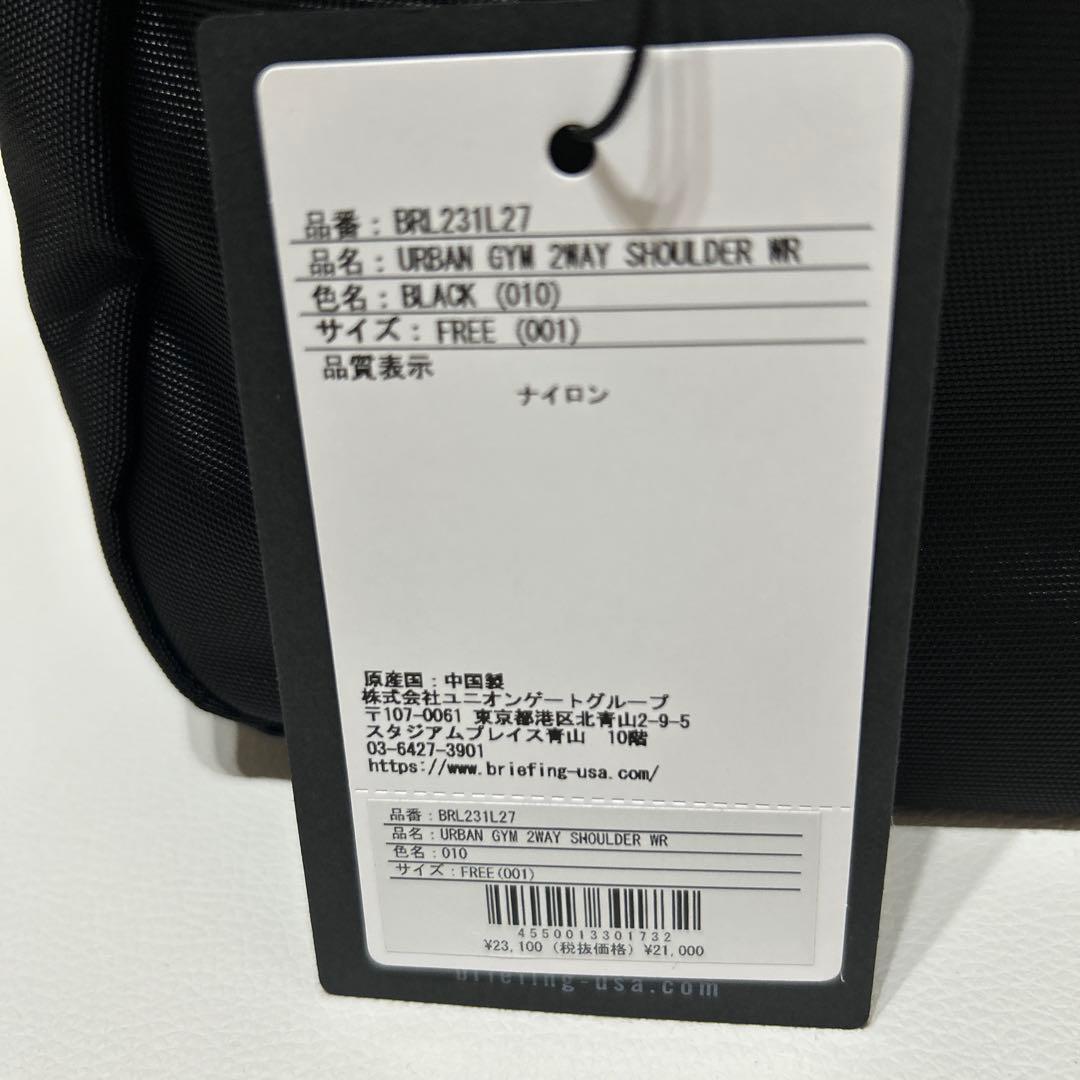 品番：BRL231L27
品名：URBAN GYM 2WAY SHOULDER WR
色名：BLACK (010)
サイズ：FREE (001)
品質表示
ナイロン
原産国：中国製
株式会社ユニオンゲートグループ
〒107-0061 東京都港区北青山2-9-5
スタジアムプレイス青山 10階
03-6427-3901
https://www.briefing-usa.com/
品番：BRL231L27
品名：URBAN GYM 2WAY SHOULDER WR
色名：010
サイズ：FREE(001)
4550013301732
¥23,100 (税抜価格) ¥21,000
briefing-usa.com